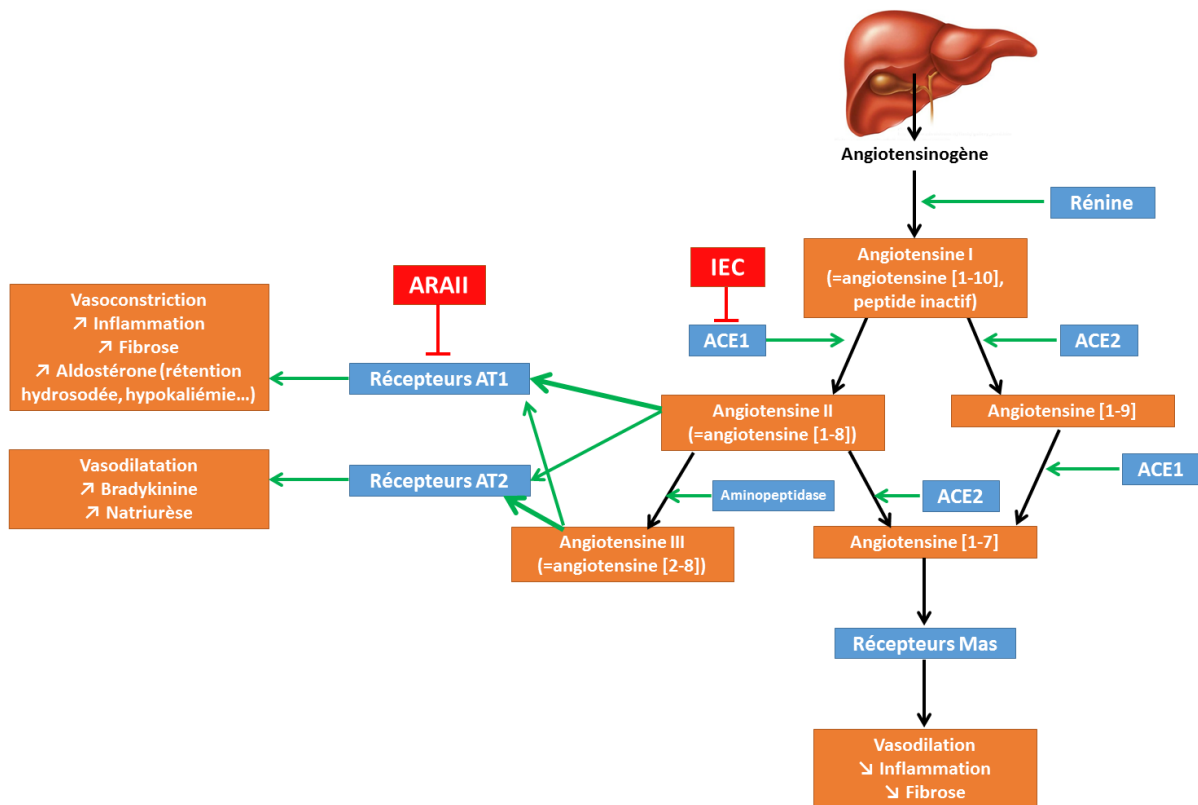 Angiotensinogène
Rénine
Angiotensine I
(=angiotensine [1-10],
peptide inactif)
IEC
ARAII
Vasoconstriction
↗ Inflammation
↗ Fibrose
↗ Aldostérone (rétention
hydrosodée, hypokaliémie...)
ACE1
ACE2
Récepteurs AT1
Angiotensine II
(=angiotensine [1-8])
Angiotensine [1-9]
Vasodilatation
↗ Bradykinine
↗ Natriurèse
Récepteurs AT2
Aminopeptidase
ACE2
ACE1
Angiotensine III
(=angiotensine [2-8])
Angiotensine [1-7]
Récepteurs Mas
Vasodilation
↘ Inflammation
↘ Fibrose